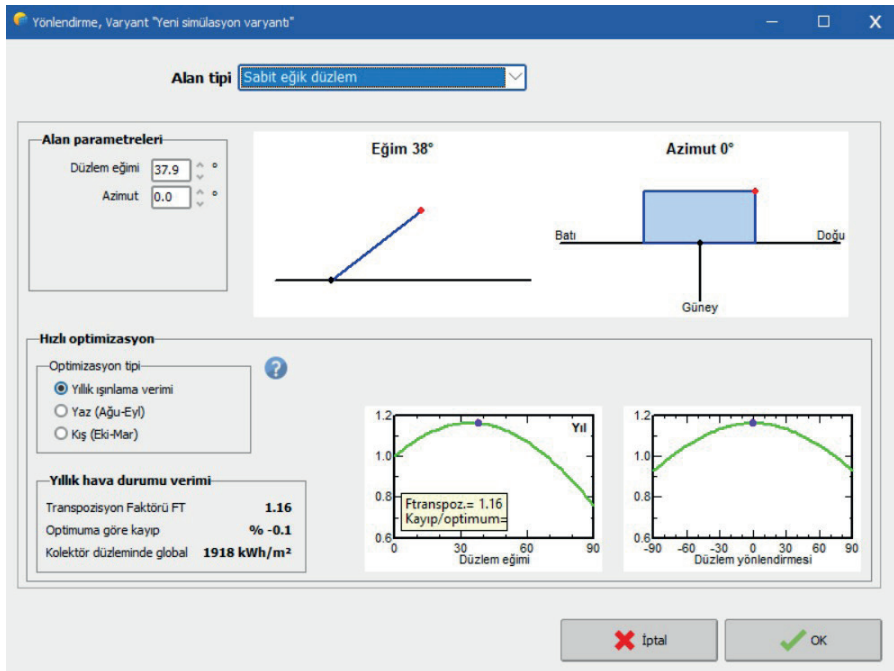 Yönlendirme, Varyant "Yeni simülasyon varyantı"
Alan tipi Sabit eğik düzlem
Alan parametreleri
Düzlem eğimi 37.9 °
Azimut 0.0 °
Eğim 38°
Azimut 0°
Batı
Doğu
Güney
Hızlı optimizasyon
Optimizasyon tipi
Yıllık ışınlama verimi
Yaz (Ağu-Eyl)
Kış (Eki-Mar)
?
Yıllık hava durumu verimi
Transpozisyon Faktörü FT 1.16
Optimuma göre kayıp % -0.1
Kolektör düzleminde global 1918 kWh/m²
1.2
Yıl
1.0
0.8
Ftranspoz.= 1.16
Kayıp/optimum=
0.6
0 30 60 90
Düzlem eğimi
1.2
1.0
0.8
0.6
-90 -60 -30 0 30 60 90
Düzlem yönlendirmesi
İptal
OK